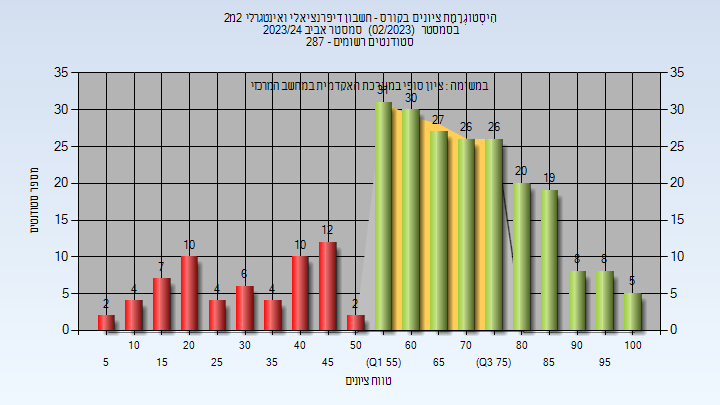 היסטוגרמת ציונים בקורס - חשבון דיפרנציאלי ואינטגרלי 2מ2
בסמסטר (02/2023) סמסטר אביב 2023/24
סטודנטים רשומים - 287
במשימה : ציון סופי במערכת האקדמית במחשב המרכזי
מספר סטודנטים
35 30 25 20 15 10 5 0
2 4 7 10 4 6 4 10 12 2 31 30 27 26 26 20 19 8 8 5
35 30 25 20 15 10 5 0
10 20 30 40 50 60 70 80 90 100
5 15 25 35 45 (Q1 55) 65 (Q3 75) 85 95
טווח ציונים